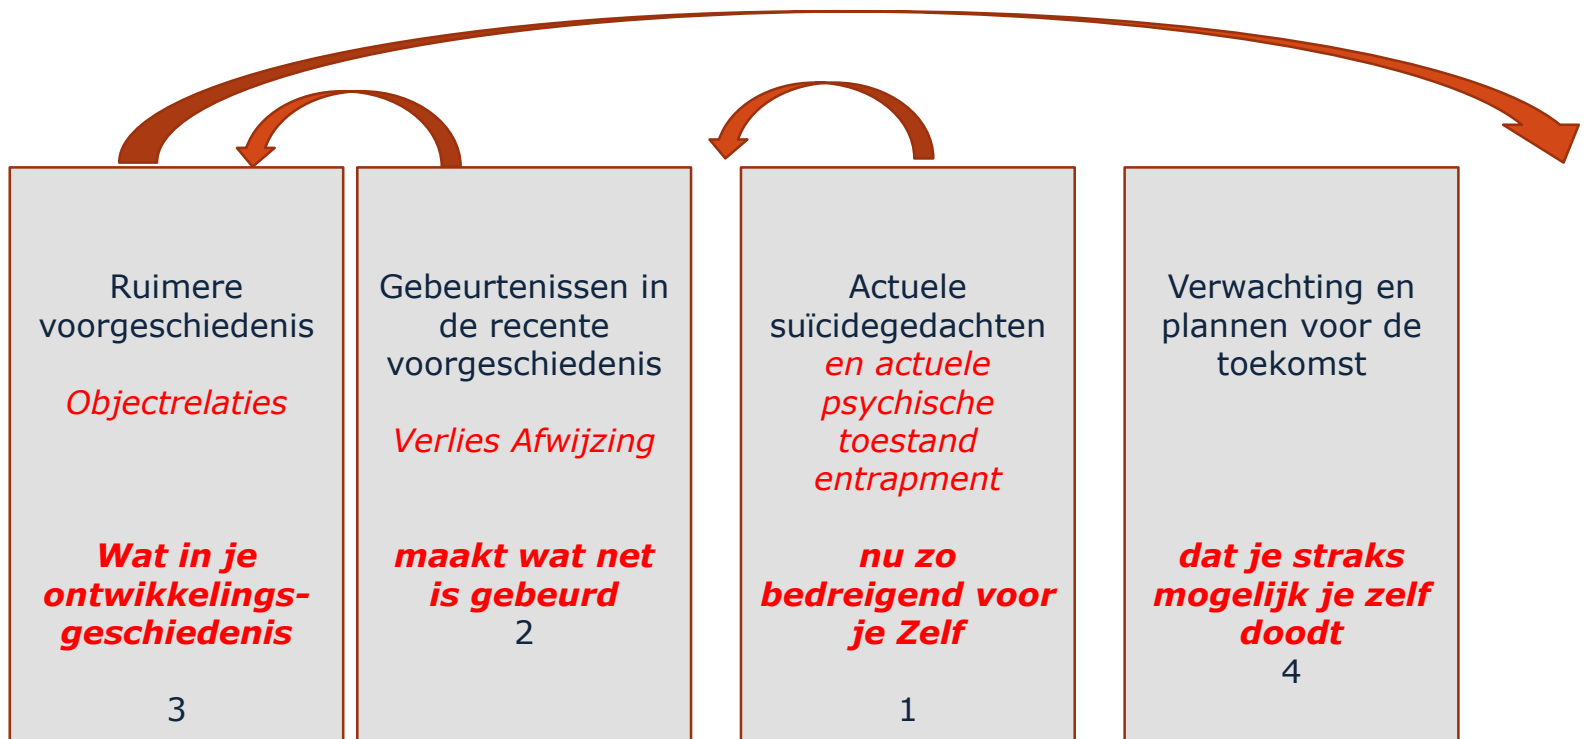 Ruimere
voorgeschiedenis
Objectrelaties
Wat in je
ontwikkelings-
geschiedenis
3
Gebeurtenissen in
de recente
voorgeschiedenis
Verlies Afwijzing
maakt wat net
is gebeurd
2
Actuele
suïcidegedachten
en actuele
psychische
toestand
entrapment
nu zo
bedreigend voor
je Zelf
1
Verwachting en
plannen voor de
toekomst
dat je straks
mogelijk je zelf
doodt
4